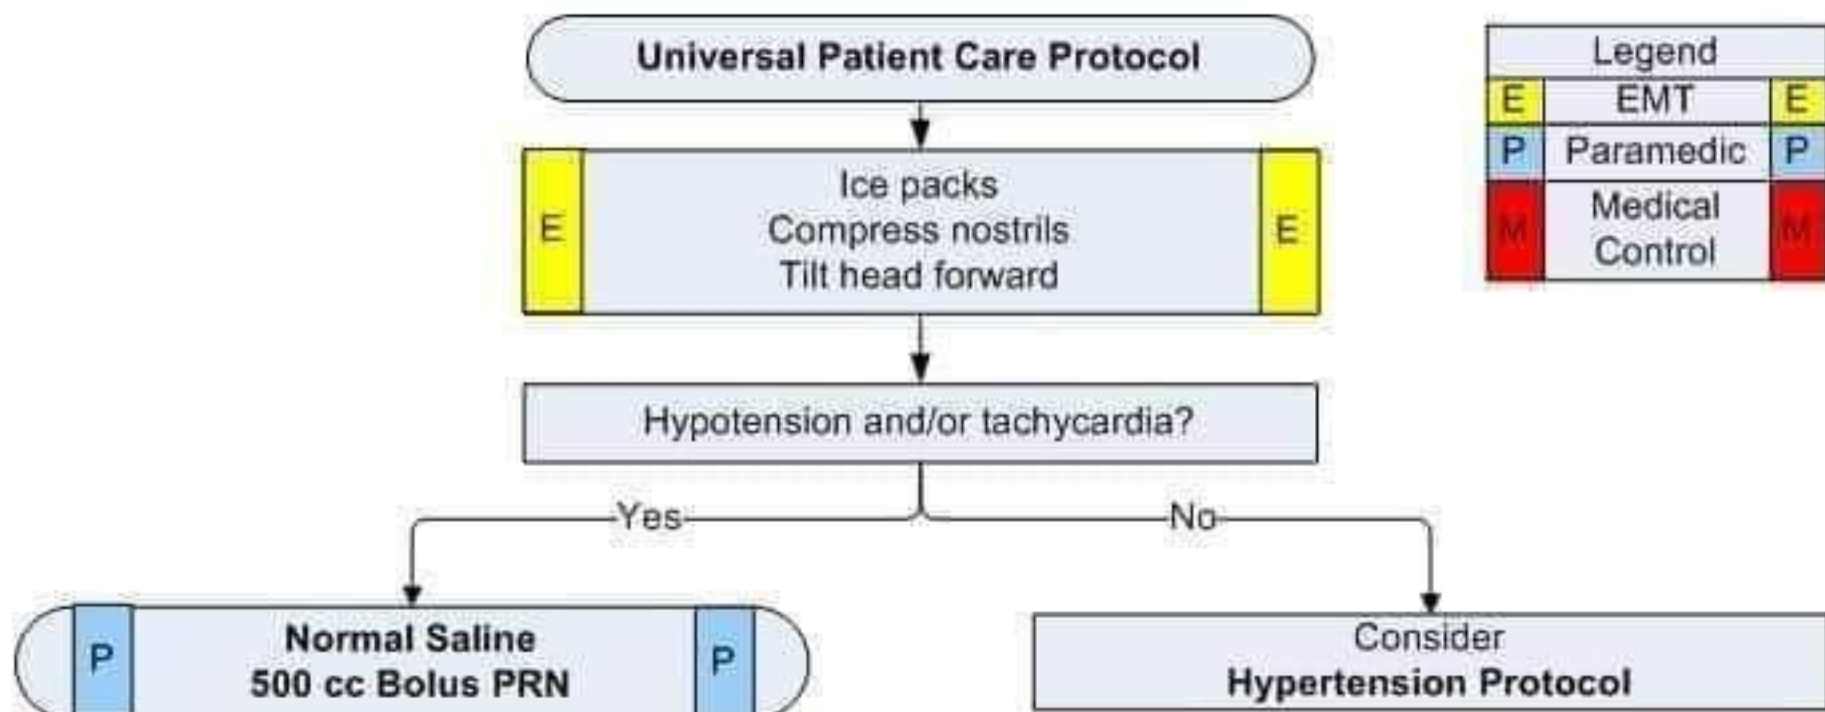 Universal Patient Care Protocol
Legend
E EMT E
P Paramedic P
M Medical M
Control
Ice packs
E Compress nostrils E
Tilt head forward
Hypotension and/or tachycardia?
Yes No
P Normal Saline P
500 cc Bolus PRN
Consider
Hypertension Protocol